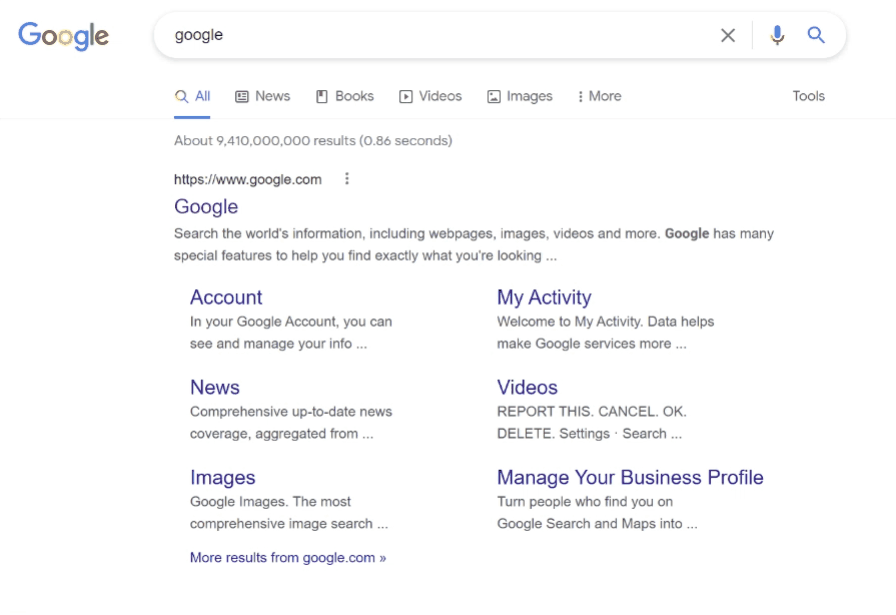 Google
google
All
News
Books
Videos
Images
More
Tools
About 9,410,000,000 results (0.86 seconds)
https://www.google.com
Google
Search the world's information, including webpages, images, videos and more. Google has many
special features to help you find exactly what you're looking ...
Account
In your Google Account, you can
see and manage your info ...
My Activity
Welcome to My Activity. Data helps
make Google services more ...
News
Comprehensive up-to-date news
coverage, aggregated from ...
Videos
REPORT THIS. CANCEL. OK.
DELETE. Settings · Search ...
Images
Google Images. The most
comprehensive image search ...
Manage Your Business Profile
Turn people who find you on
Google Search and Maps into ...
More results from google.com »